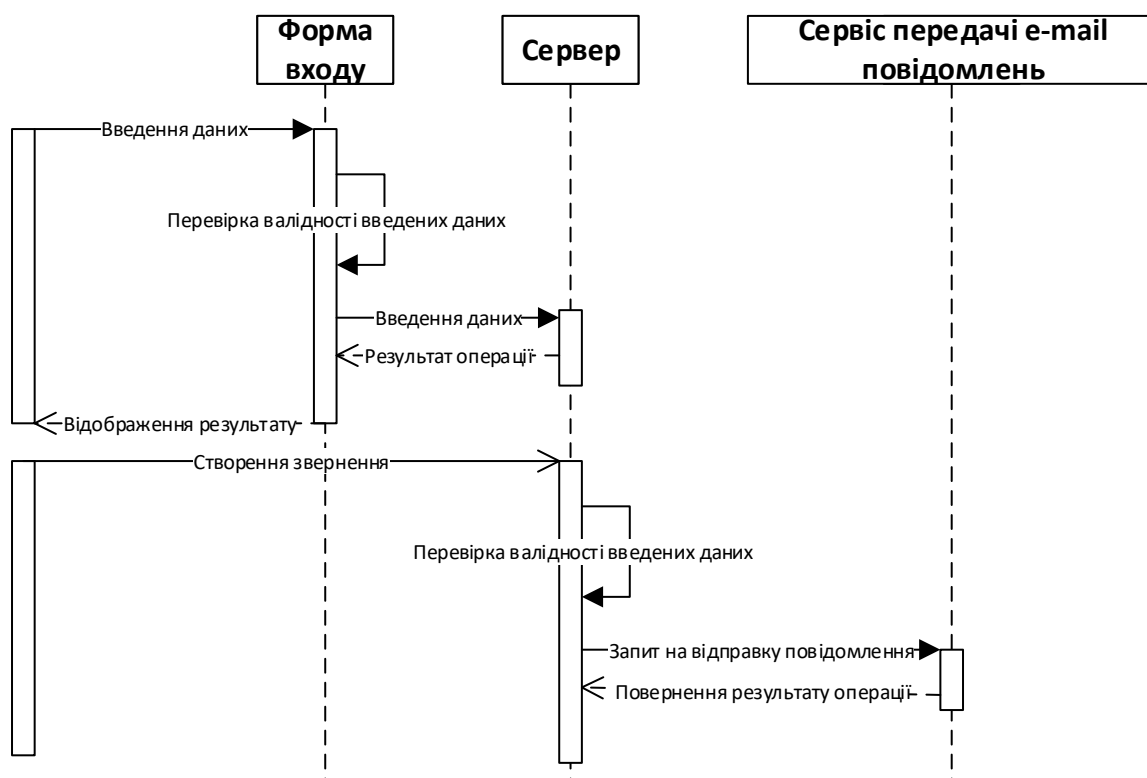 Форма
входу
Сервер
Сервіс передачі e-mail
повідомлень
Введення даних
Перевірка валідності введених даних
Введення даних
Результат операції
Відображення результату
Створення звернення
Перевірка валідності введених даних
Запит на відправку повідомлення
Повернення результату операції